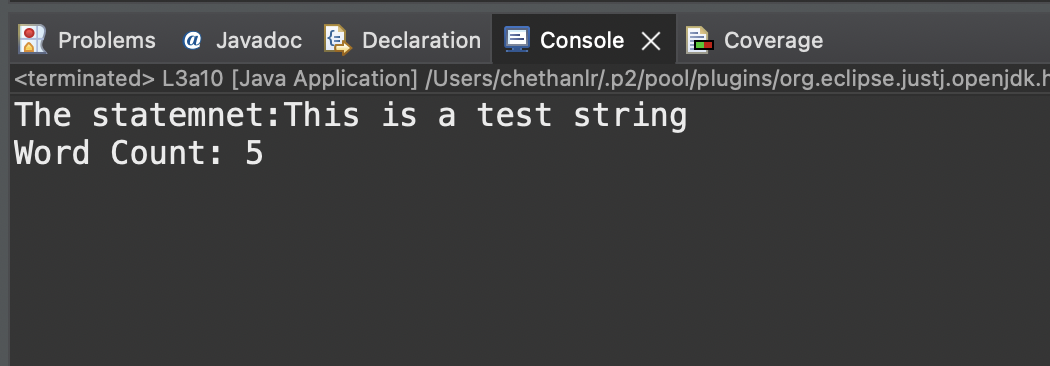 Problems @ Javadoc Declaration Console Coverage
<terminated> L3a10 [Java Application] /Users/chethanlr/.p2/pool/plugins/org.eclipse.justj.openjdk.h
The statemnet:This is a test string
Word Count: 5